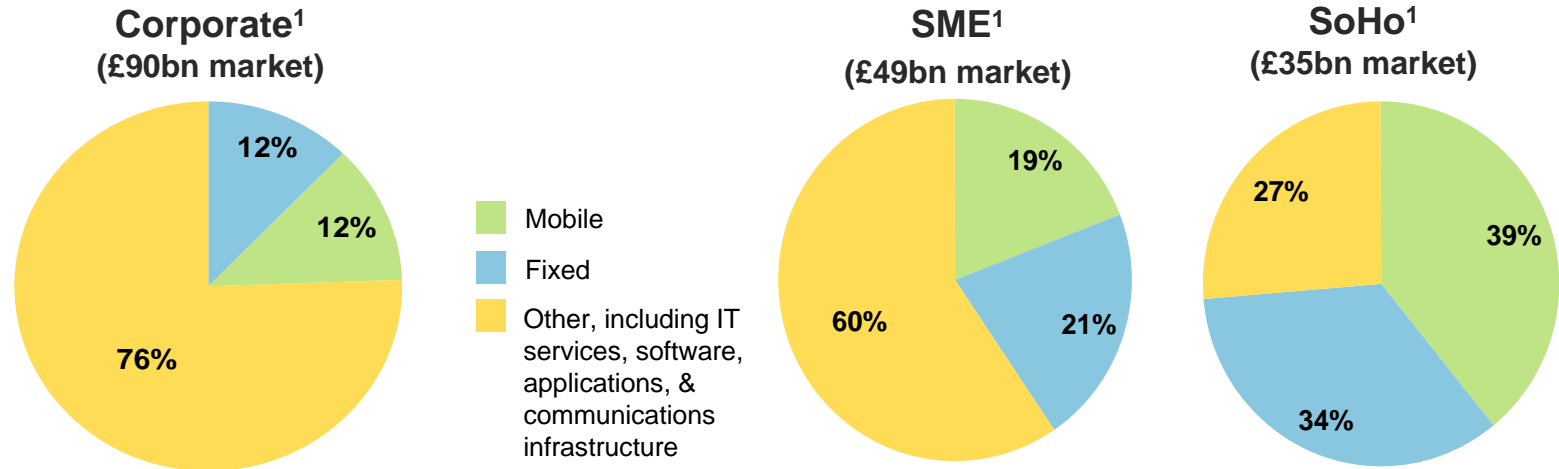 Corporate¹
(£90bn market)
12%
12%
76%
Mobile
Fixed
Other, including IT
services, software,
applications, &
communications
infrastructure
SME¹
(£49bn market)
19%
21%
60%
SoHo¹
(£35bn market)
39%
34%
27%